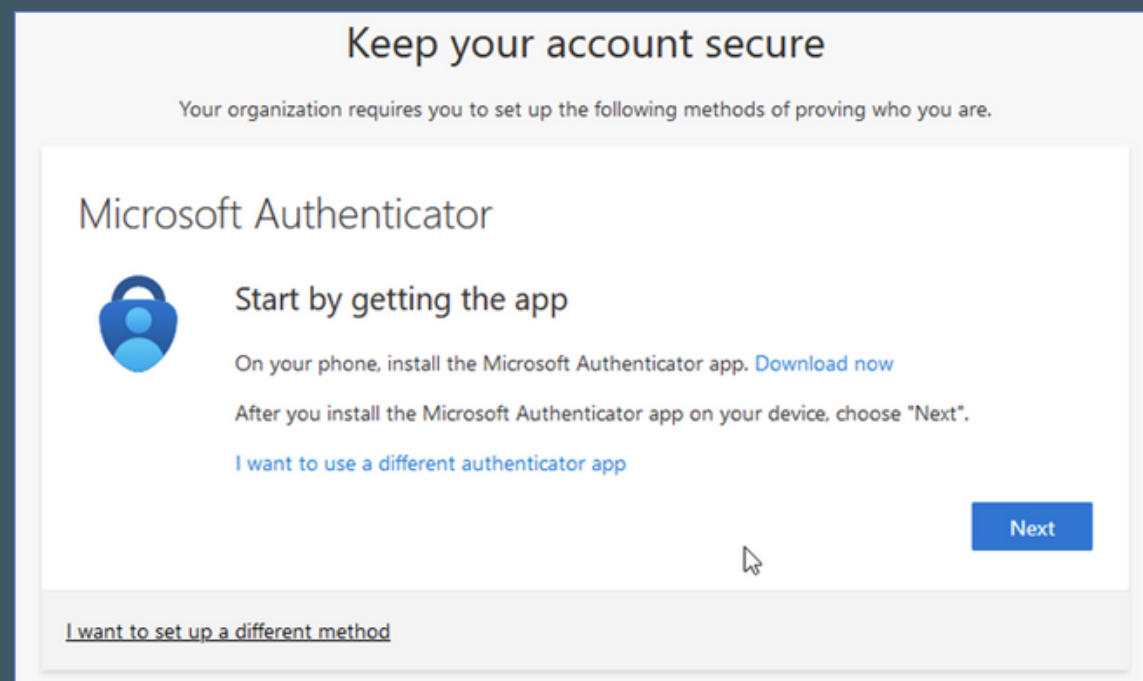 Keep your account secure
Your organization requires you to set up the following methods of proving who you are.
Microsoft Authenticator
Start by getting the app
On your phone, install the Microsoft Authenticator app. Download now
After you install the Microsoft Authenticator app on your device, choose "Next".
I want to use a different authenticator app
Next
I want to set up a different method